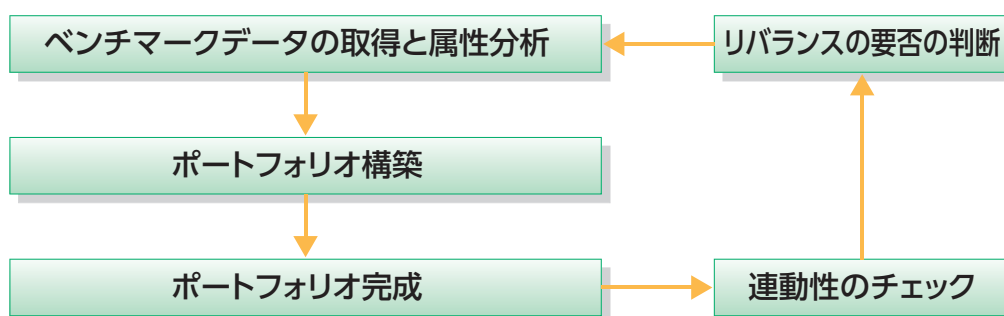 ベンチマークデータの取得と属性分析
リバランスの要否の判断
ポートフォリオ構築
ポートフォリオ完成
連動性のチェック